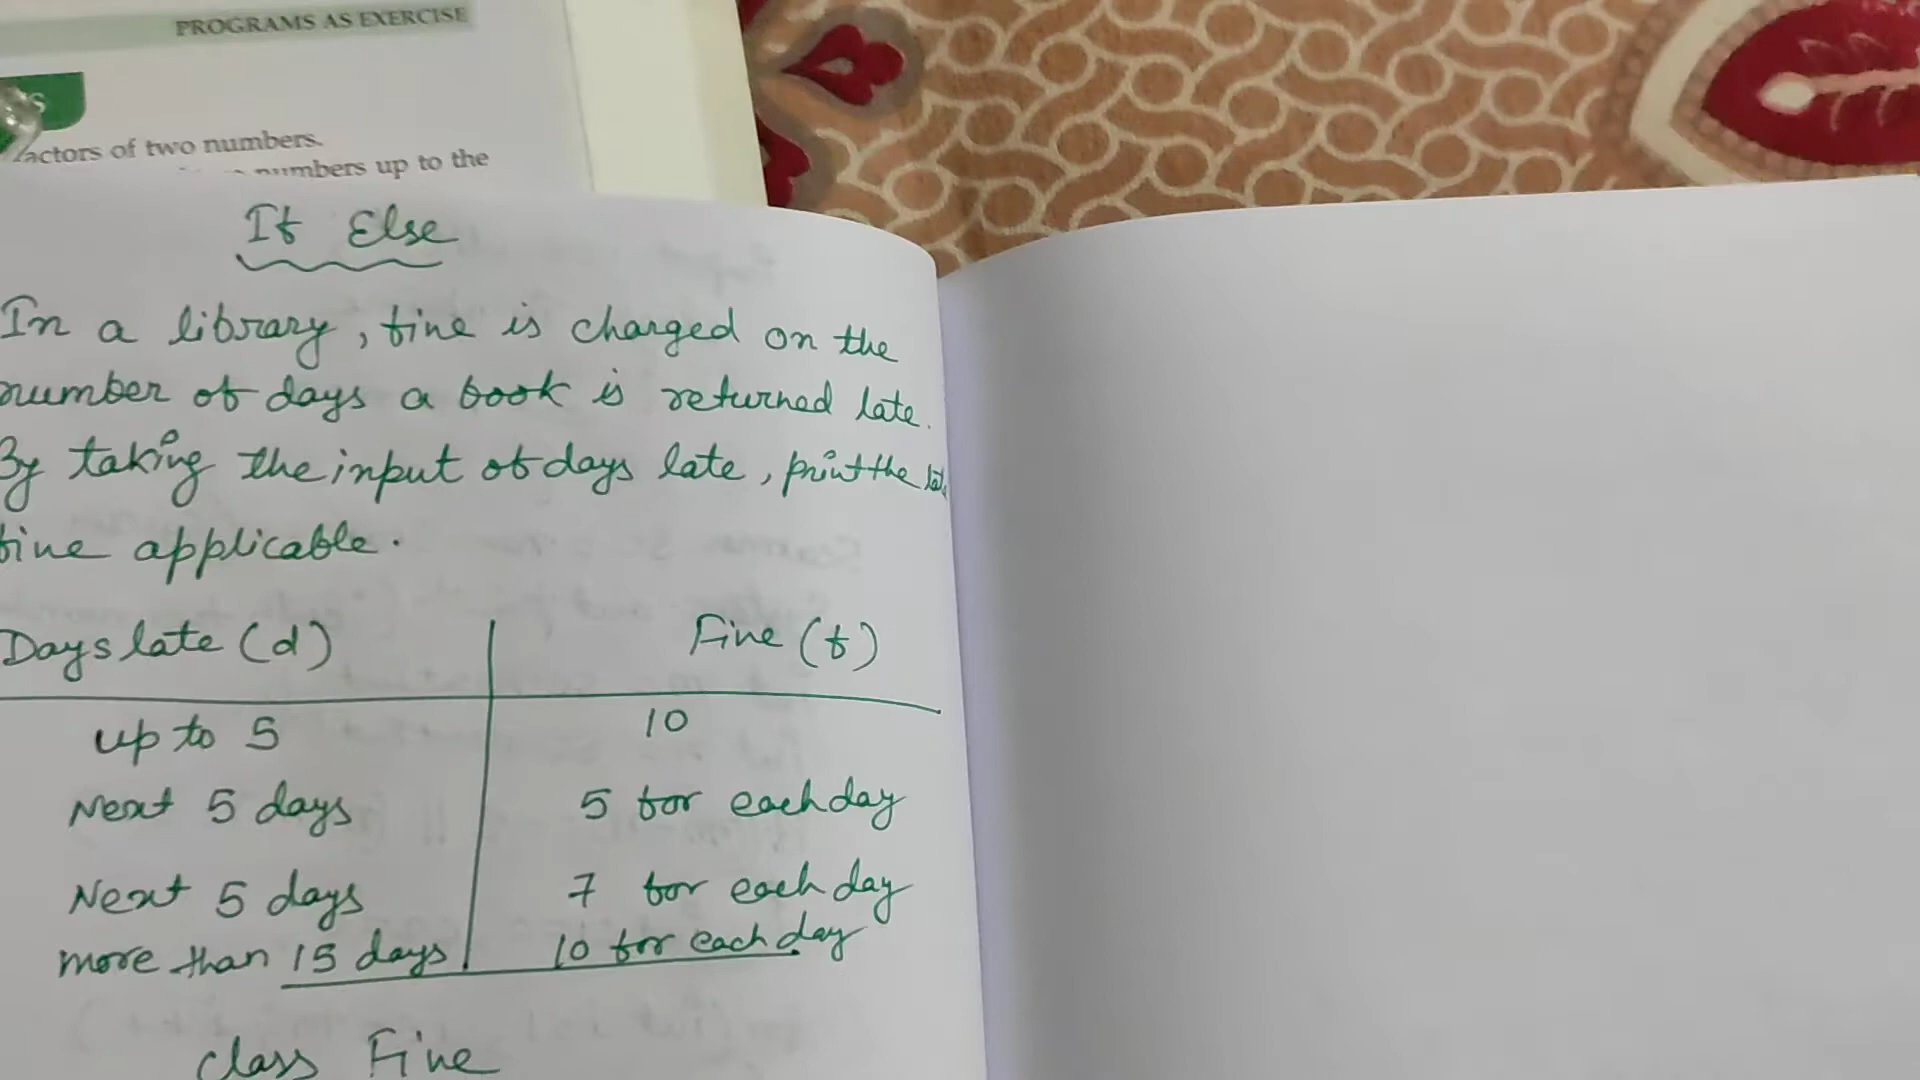 PROGRAMS AS EXERCISE
actors of two numbers.
numbers up to the
If Else
In a library, fine is charged on the
number of days a book is returned late.
By taking the input of days late, print the late
fine applicable.
Days late (d) Fine (f)
up to 5 10
Next 5 days 5 for each day
Next 5 days 7 for each day
more than 15 days 10 for each day
class Fine